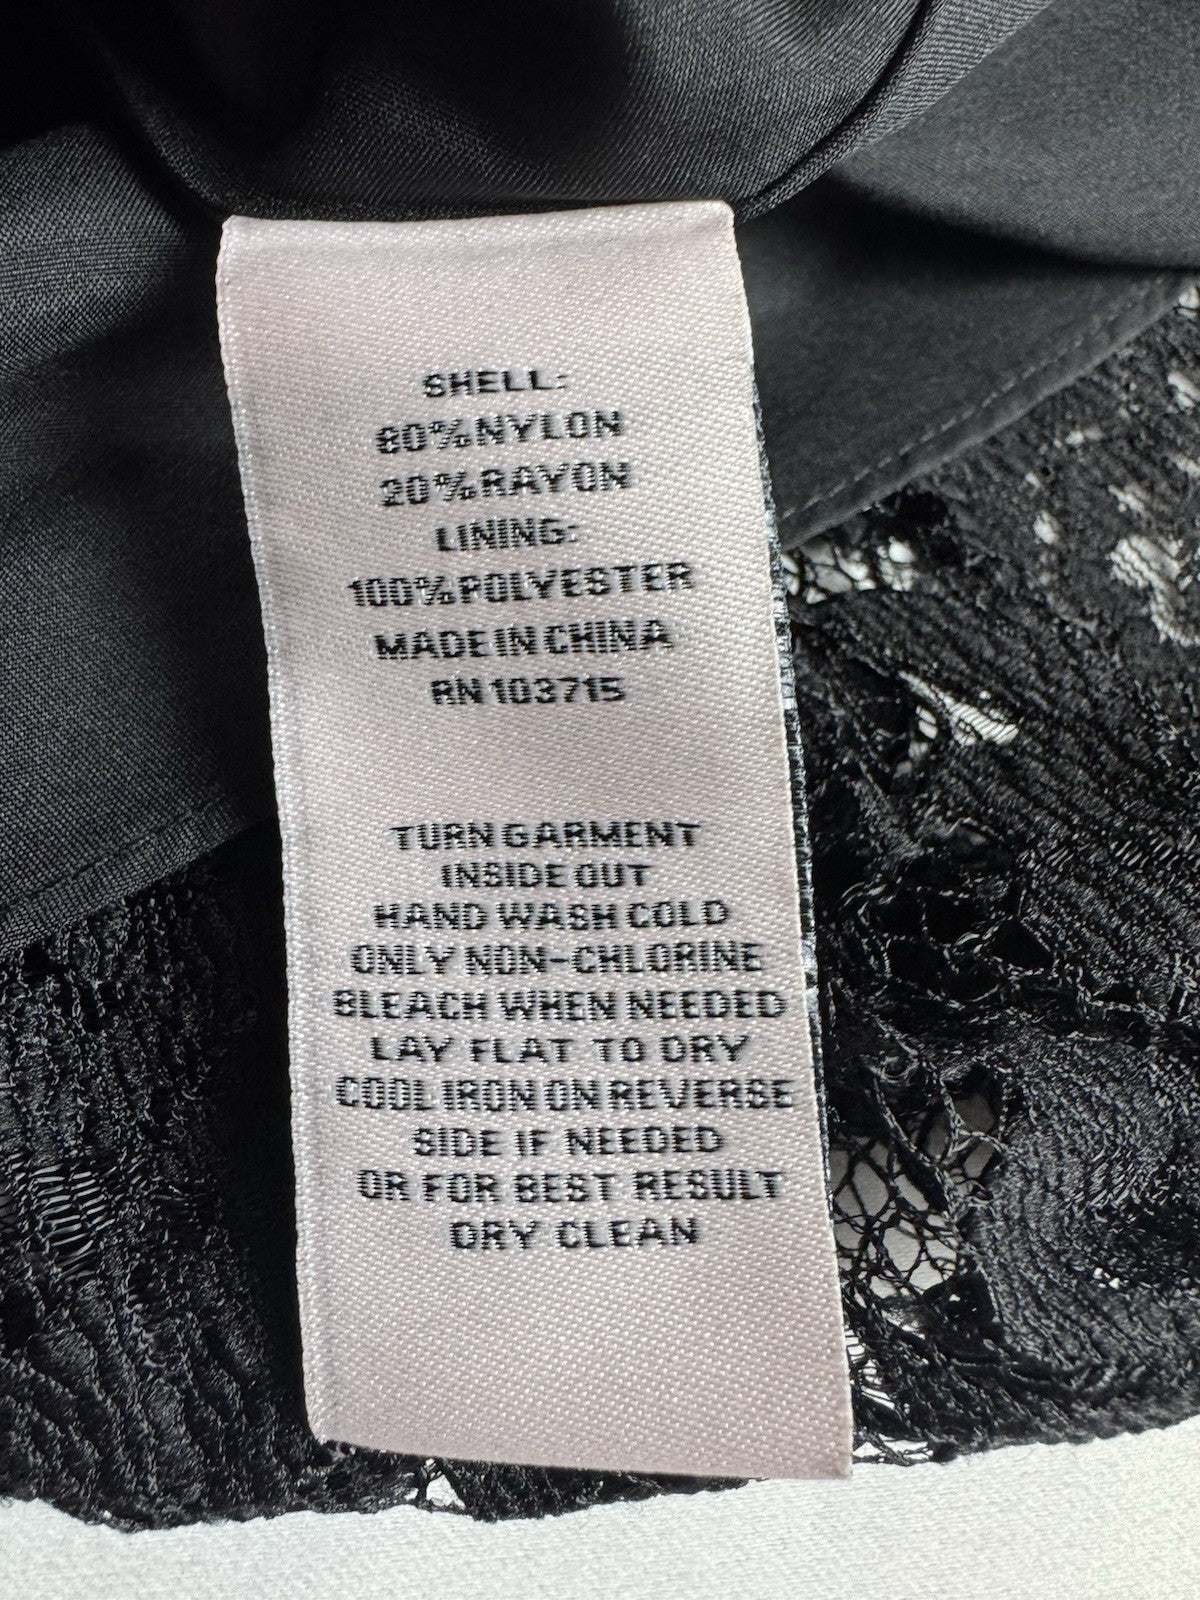 SHELL:
80%NYLON
20%RAYON
LINING:
100%POLYESTER
MADE IN CHINA
RN 103715
TURN GARMENT
INSIDE OUT
HAND WASH COLD
ONLY NON-CHLORINE
BLEACH WHEN NEEDED
LAY FLAT TO DRY
COOL IRON ON REVERSE
SIDE IF NEEDED
OR FOR BEST RESULT
DRY CLEAN